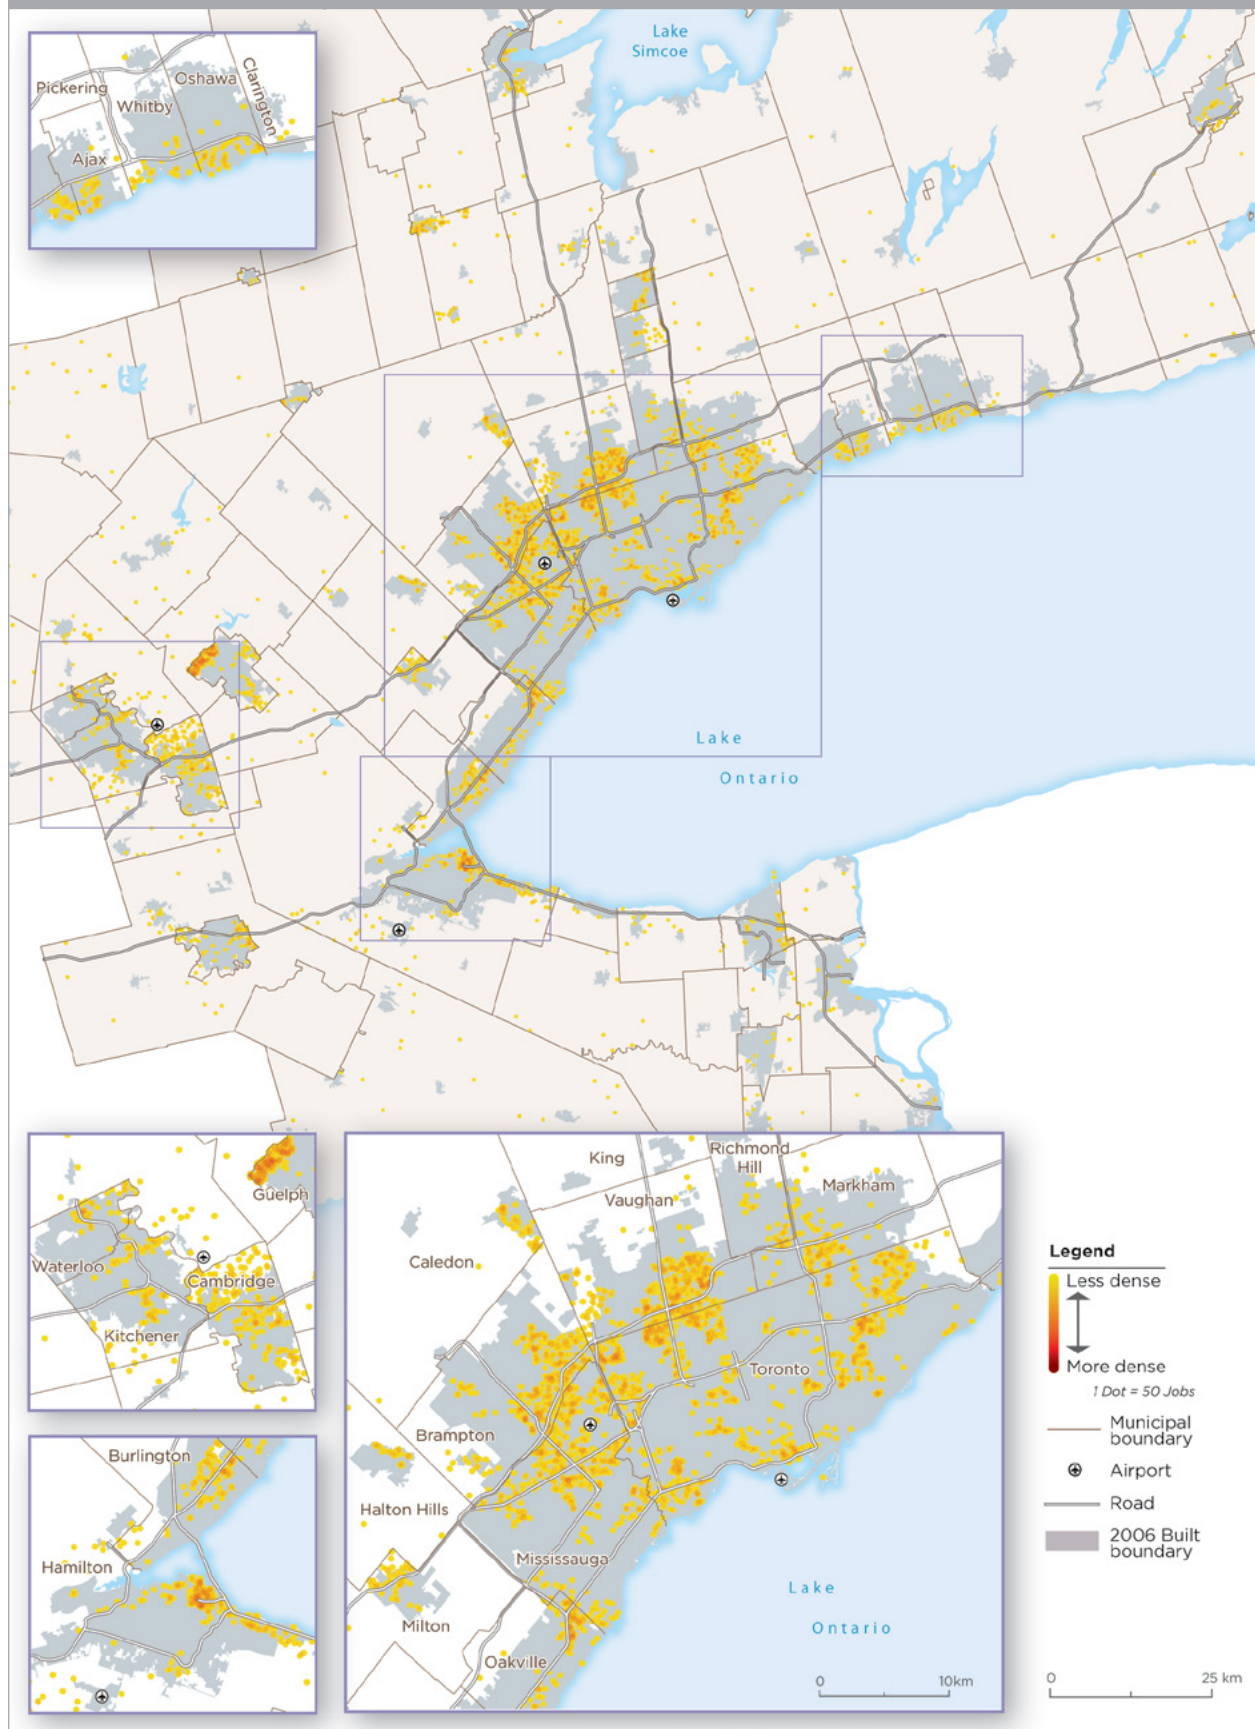 Lake
Simcoe
Pickering
Whitby
Oshawa
Clarington
Ajax
Lake
Ontario
Guelph
Waterloo
Cambridge
Kitchener
Burlington
Hamilton
King
Richmond
Hill
Vaughan
Markham
Caledon
Toronto
Brampton
Halton Hills
Mississauga
Milton
Oakville
Lake
Ontario
0 10km
Legend
Less dense
More dense
1 Dot = 50 Jobs
Municipal
boundary
Airport
Road
2006 Built
boundary
0 25 km